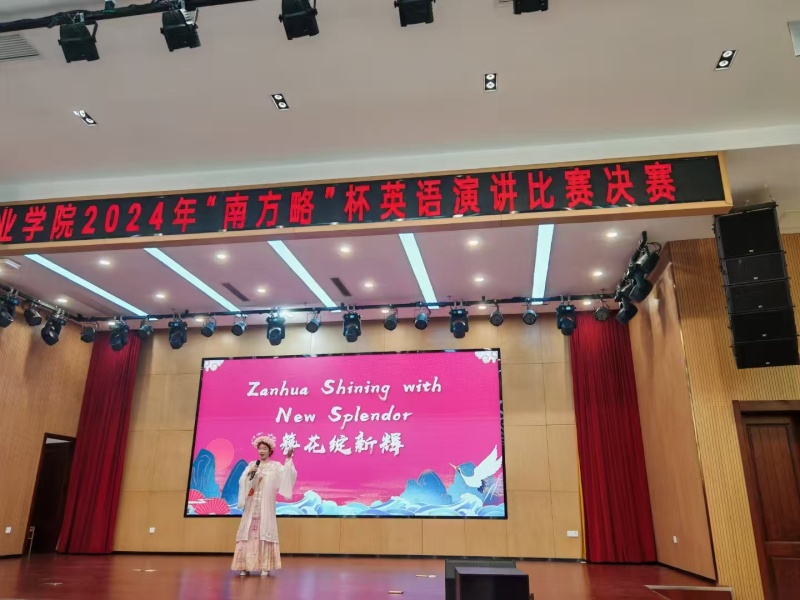 业学院2024年“南方略”杯英语演讲比赛决赛
Zanhua Shining with
New Splendor
簪花绽新辉